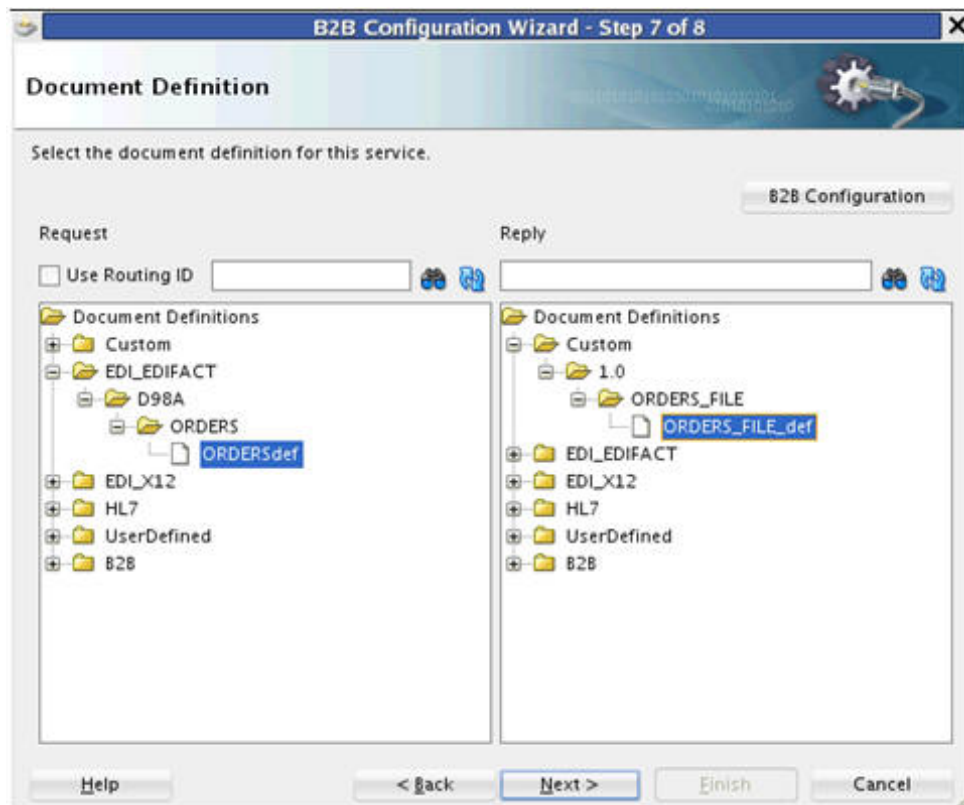 B2B Configuration Wizard - Step 7 of 8
Document Definition
Select the document definition for this service.
B2B Configuration
Request
Use Routing ID
Document Definitions
Custom
EDI_EDIFACT
D98A
ORDERS
ORDERSdef
EDI_X12
HL7
UserDefined
B2B
Reply
Document Definitions
Custom
1.0
ORDERS_FILE
ORDERS_FILE_def
EDI_EDIFACT
EDI_X12
HL7
UserDefined
B2B
Help
< Back
Next >
Finish
Cancel